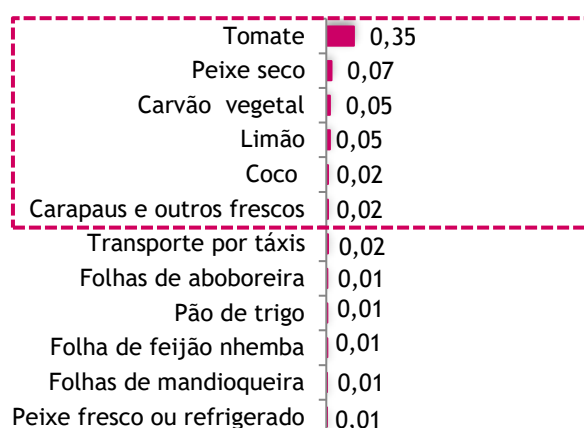 Tomate 0,35
Peixe seco 0,07
Carvão vegetal 0,05
Limão 0,05
Coco 0,02
Carapaus e outros frescos 0,02
Transporte por táxis 0,02
Folhas de aboboreira 0,01
Pão de trigo 0,01
Folha de feijão nhemba 0,01
Folhas de mandioqueira 0,01
Peixe fresco ou refrigerado 0,01